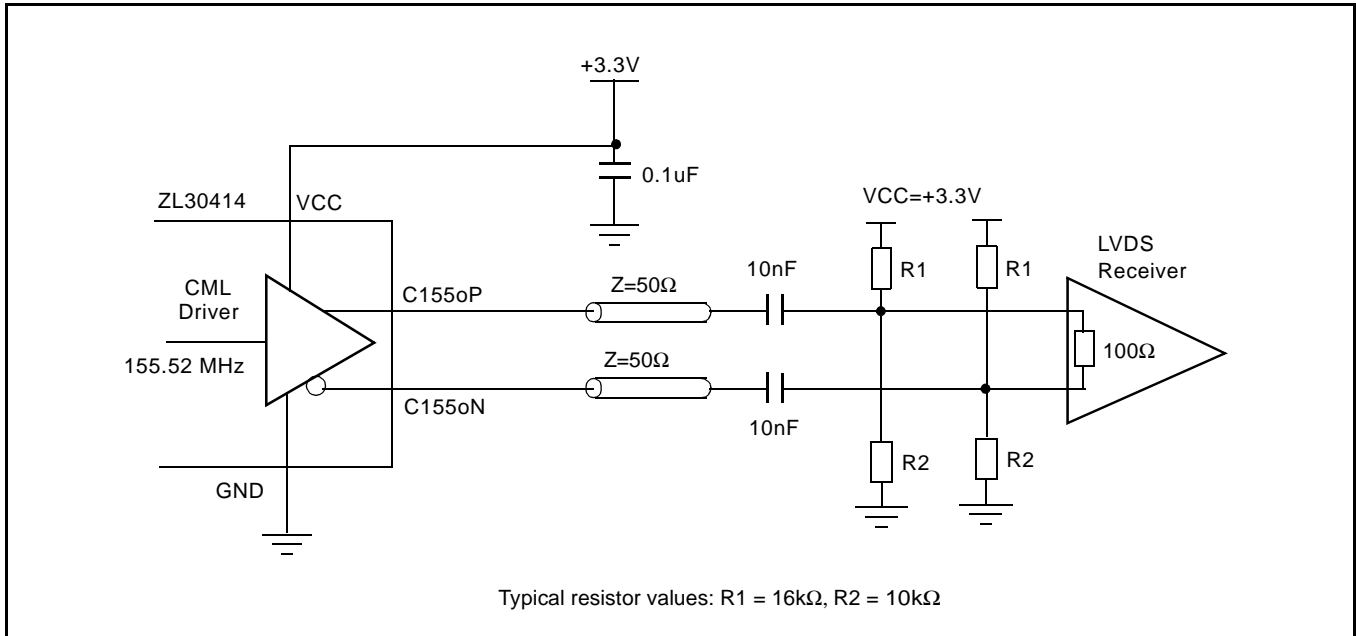 +3.3V
0.1uF
ZL30414
VCC
VCC=+3.3V
R1
R1
LVDS
Receiver
10nF
Z=50Ω
C155oP
CML
Driver
155.52 MHz
100Ω
Z=50Ω
C155oN
10nF
R2
R2
GND
Typical resistor values: R1 = 16kΩ, R2 = 10kΩ